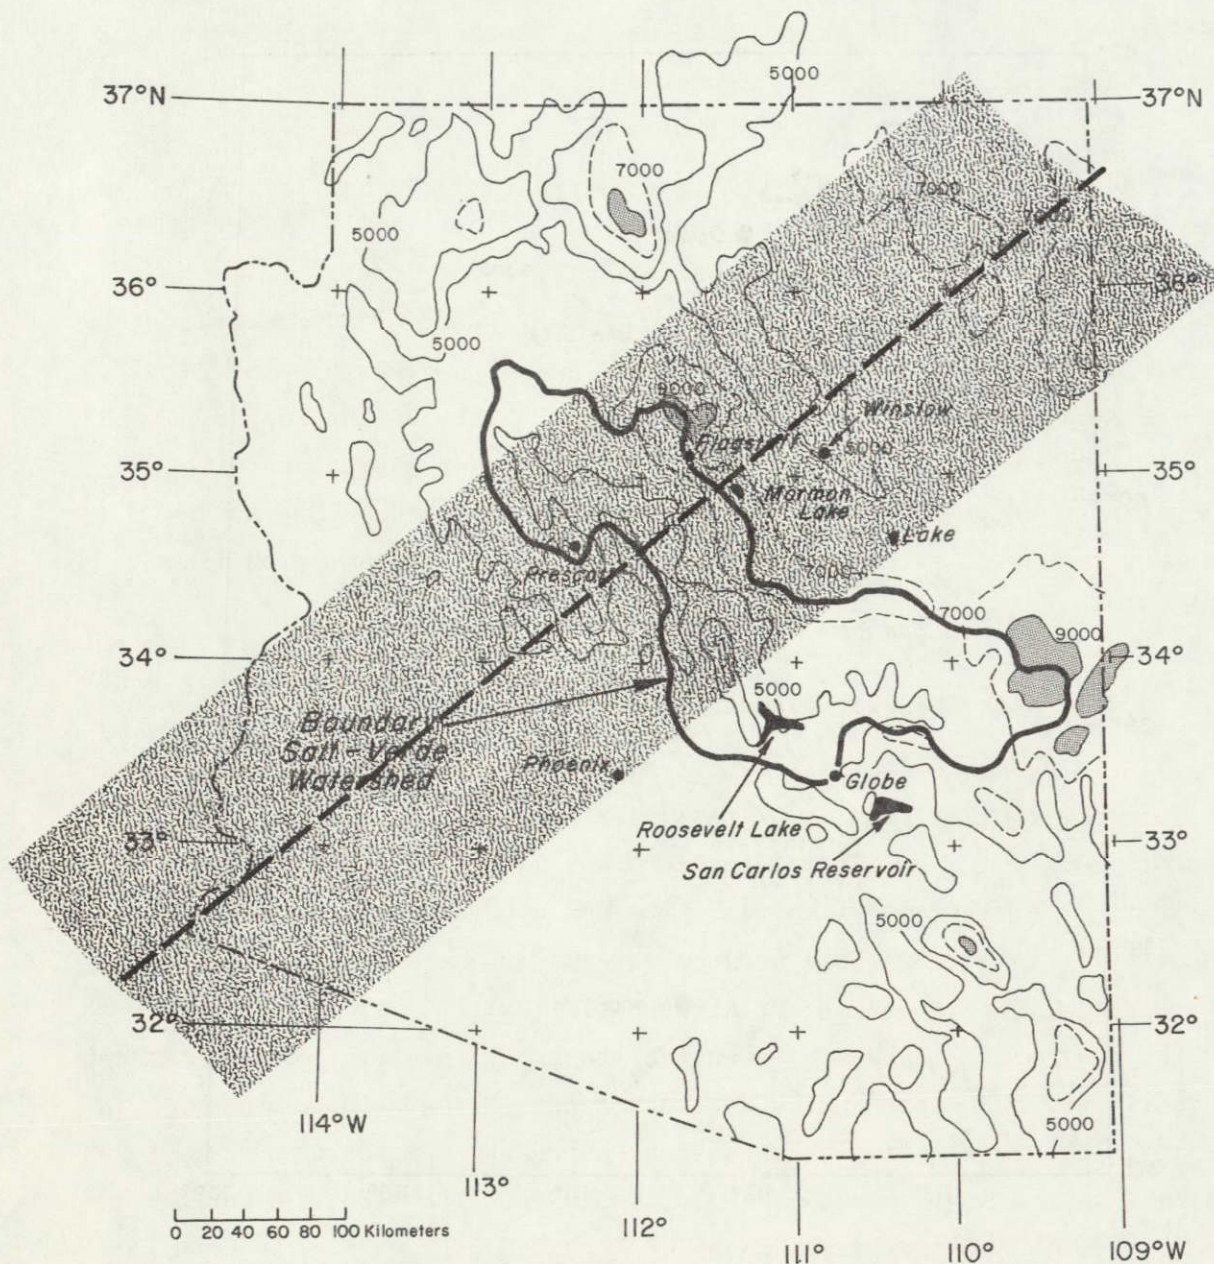 5000
37°N
37°N
7000
7000
7000
5000
36°
36°
5000
9000
Winslow
Flagstaff
5000
35°
35°
Mormon
Lake
Lake
Prescott
7000
7000
9000
34°
34°
5000
Boundary
Salt-Verde
Watershed
Phoenix
Globe
Roosevelt Lake
33°
33°
San Carlos Reservoir
5000
32°
32°
114°W
5000
113°
0 20 40 60 80 100 Kilometers
112°
111°
110°
109°W